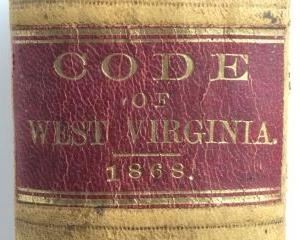 CODE
OF
WEST VIRGINIA.
1868.